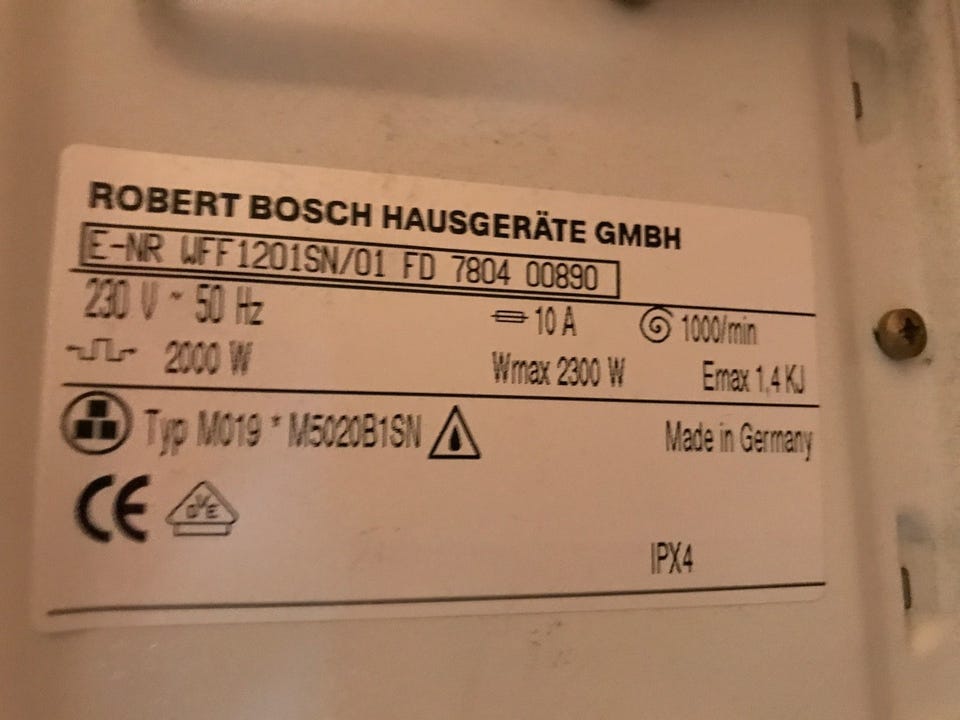 ROBERT BOSCH HAUSGERÄTE GMBH
E-NR WFF1201SN/01 FD 7804 00890
230 V ~ 50 Hz 10 A 1000/min
2000 W Wmax 2300 W Emax 1,4 KJ
Typ M019 * M5020B1SN Made in Germany
CE DVE
IPX4